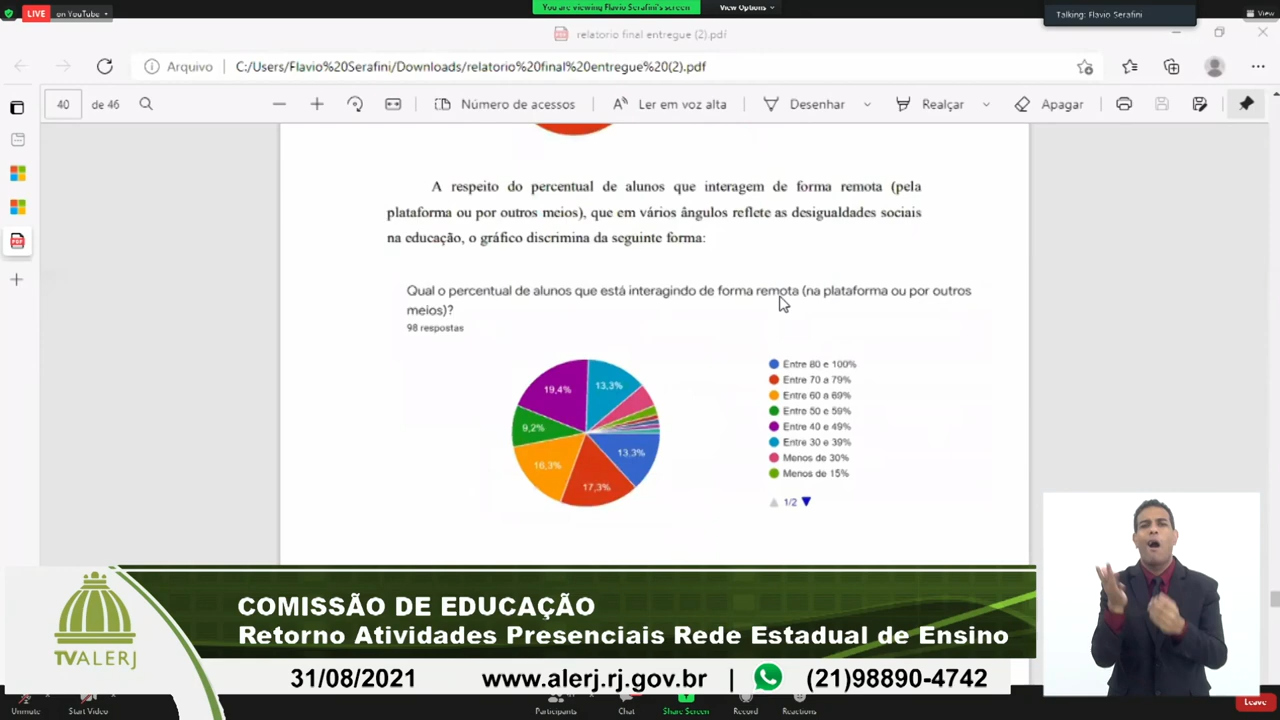 LIVE on YouTube
You are viewing Flavio Serafini's screen
View Options
Talking: Flavio Serafini
View
relatorio final entregue (2).pdf
Arquivo C:/Users/Flavio%20Serafini/Downloads/relatorio%20final%20entregue%20(2).pdf
40 de 46
Número de acessos
Ler em voz alta
Desenhar
Realçar
Apagar
A respeito do percentual de alunos que interagem de forma remota (pela
plataforma ou por outros meios), que em vários ângulos reflete as desigualdades sociais
na educação, o gráfico discrimina da seguinte forma:
Qual o percentual de alunos que está interagindo de forma remota (na plataforma ou por outros
meios)?
98 respostas
19,4%
13,3%
9,2%
16,3%
17,3%
13,3%
Entre 80 e 100%
Entre 70 a 79%
Entre 60 a 69%
Entre 50 e 59%
Entre 40 e 49%
Entre 30 e 39%
Menos de 30%
Menos de 15%
1/2
COMISSÃO DE EDUCAÇÃO
Retorno Atividades Presenciais Rede Estadual de Ensino
TVALERJ
31/08/2021 www.alerj.rj.gov.br | (21)98890-4742
Unmute
Start Video
Participants
Chat
Share Screen
Record
Reactions
Leave